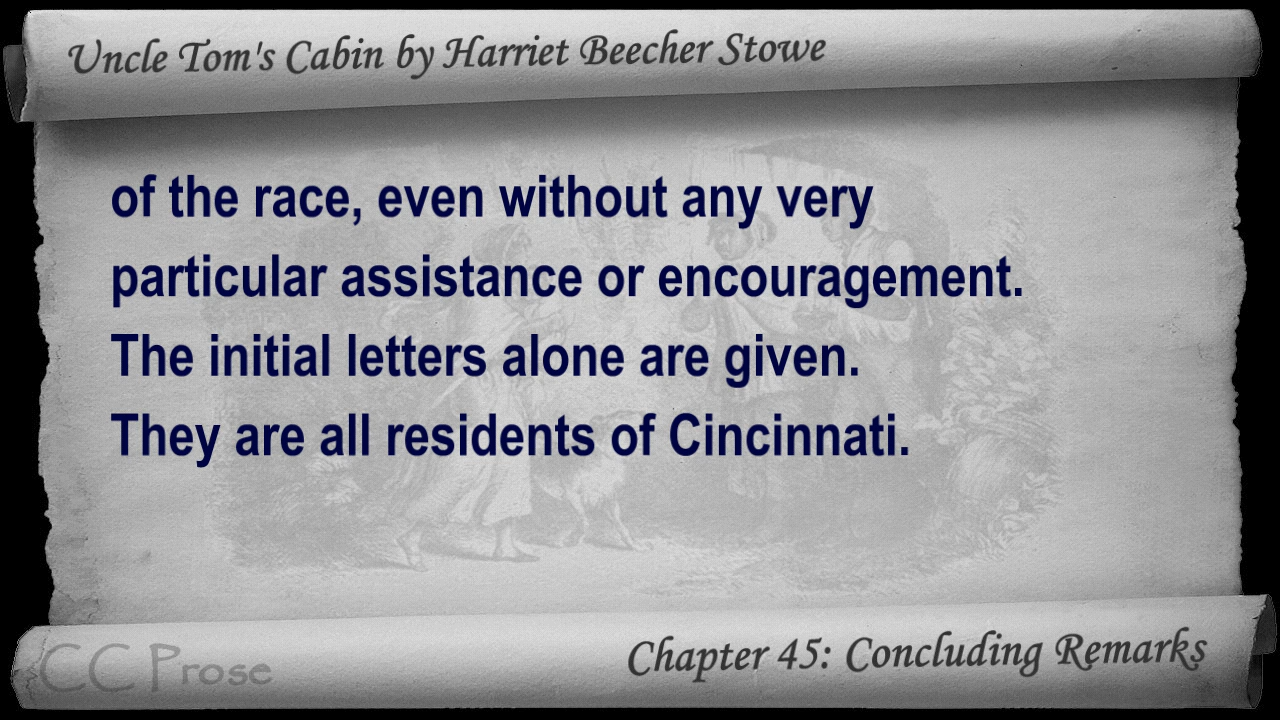 Uncle Tom's Cabin by Harriet Beecher Stowe
of the race, even without any very
particular assistance or encouragement.
The initial letters alone are given.
They are all residents of Cincinnati.
CC Prose
Chapter 45: Concluding Remarks